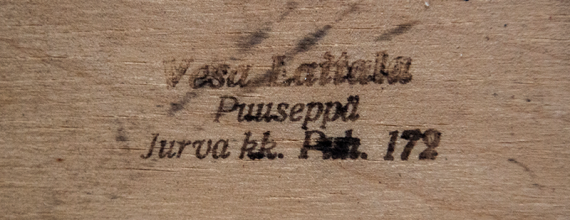 Vesa Laitala
Puuseppä
Jurva kk. Puh. 172